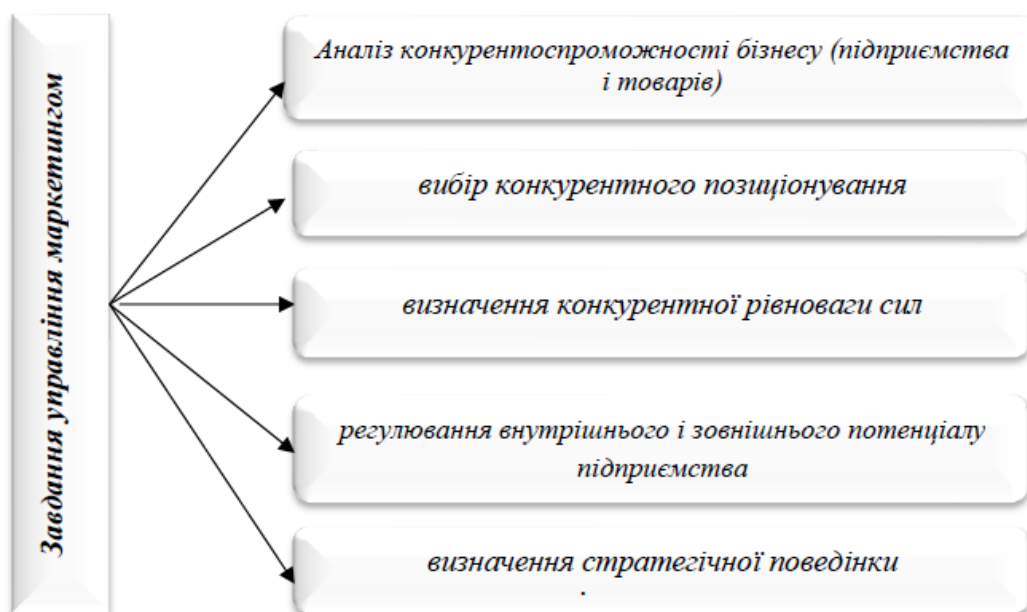 Завдання управління маркетингом
Аналіз конкурентоспроможності бізнесу (підприємства
і товарів)
вибір конкурентного позиціонування
визначення конкурентної рівноваги сил
регулювання внутрішнього і зовнішнього потенціалу
підприємства
визначення стратегічної поведінки
.